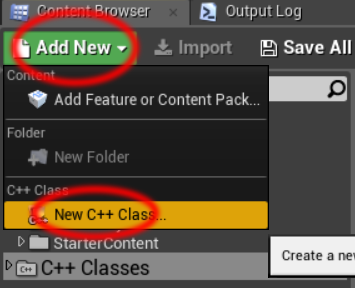 Content Browser
Output Log
Add New
Import
Save All
Content
Add Feature or Content Pack...
Folder
New Folder
C++ Class
New C++ Class...
StarterContent
Create a
C++ Classes